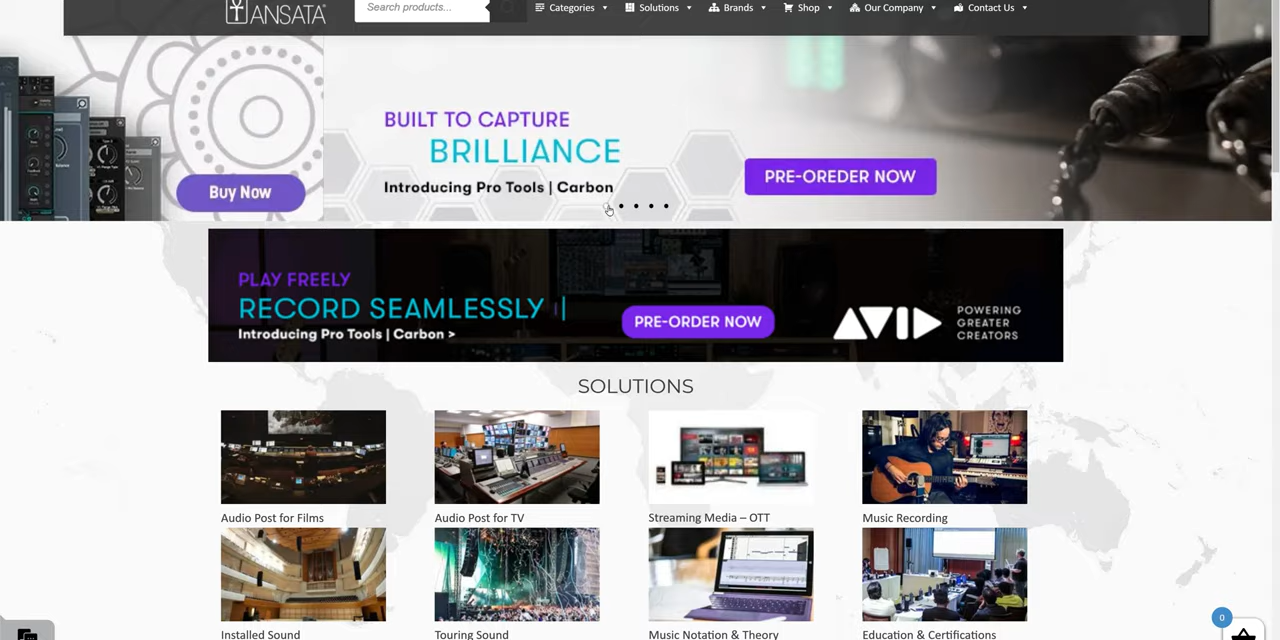 ANSATA
Search products...
Categories
Solutions
Brands
Shop
Our Company
Contact Us
BUILT TO CAPTURE
BRILLIANCE
Introducing Pro Tools | Carbon
PRE-OREDER NOW
Buy Now
PLAY FREELY
RECORD SEAMLESSLY |
Introducing Pro Tools | Carbon >
PRE-ORDER NOW
AVID
POWERING
GREATER
CREATORS
SOLUTIONS
Audio Post for Films
Audio Post for TV
Streaming Media – OTT
Music Recording
Installed Sound
Touring Sound
Music Notation & Theory
Education & Certifications
0